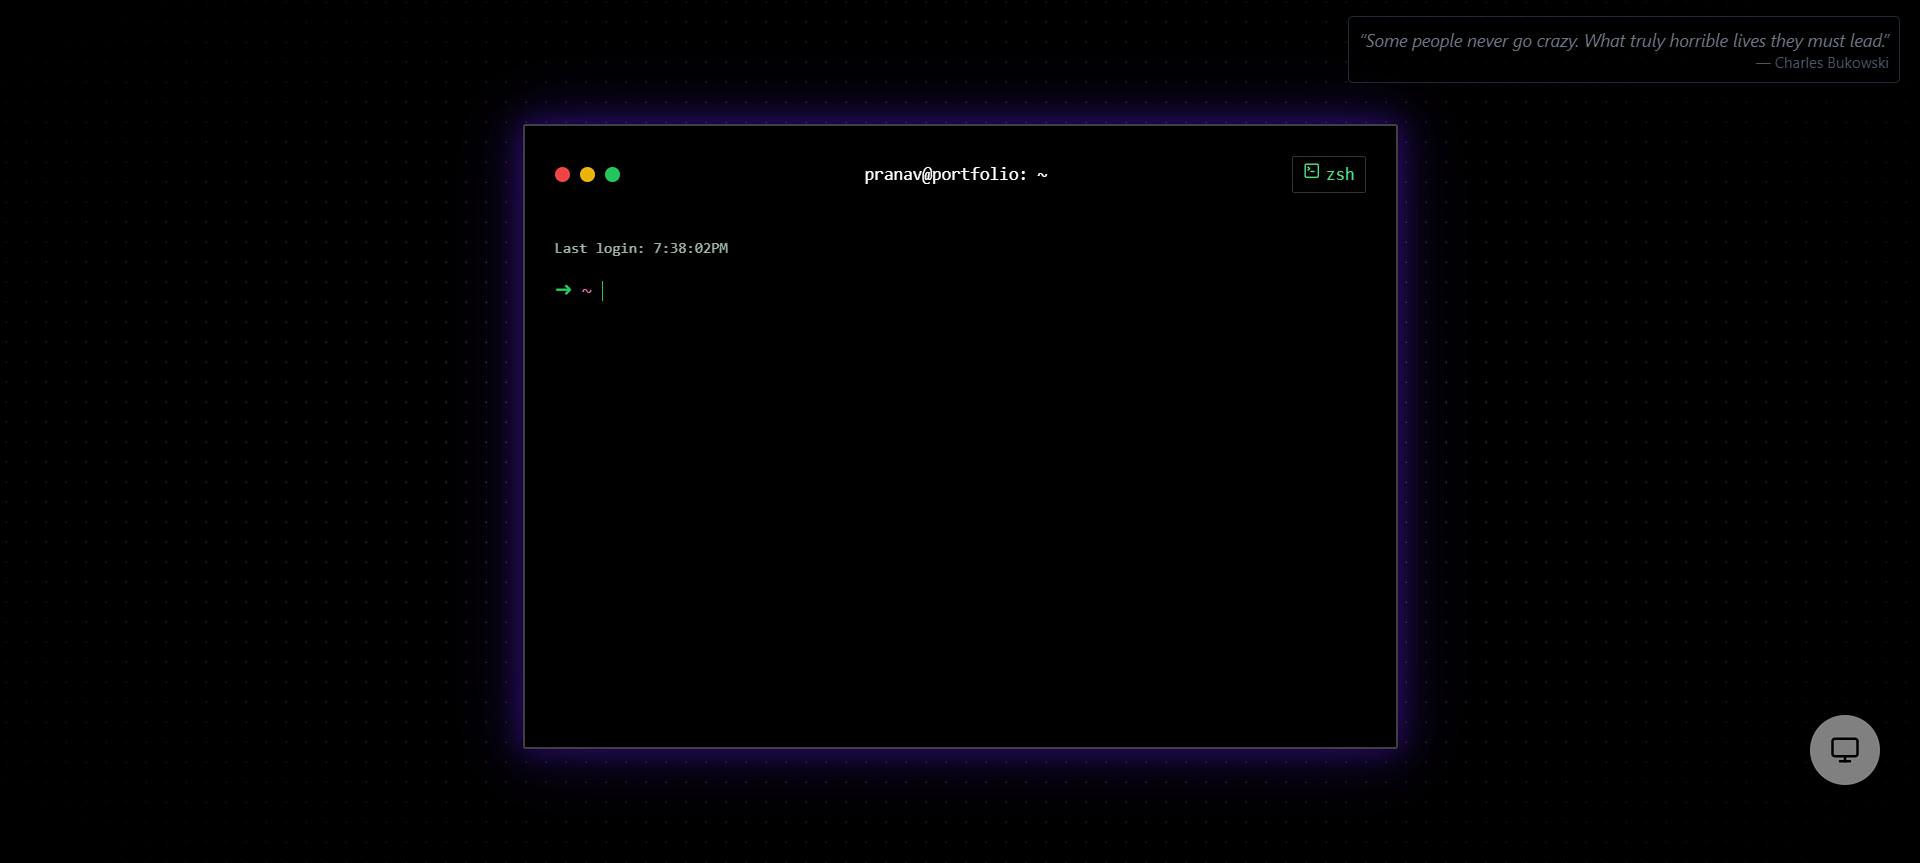 “Some people never go crazy. What truly horrible lives they must lead.”
— Charles Bukowski
pranav@portfolio: ~
zsh
Last login: 7:38:02PM
➜ ~